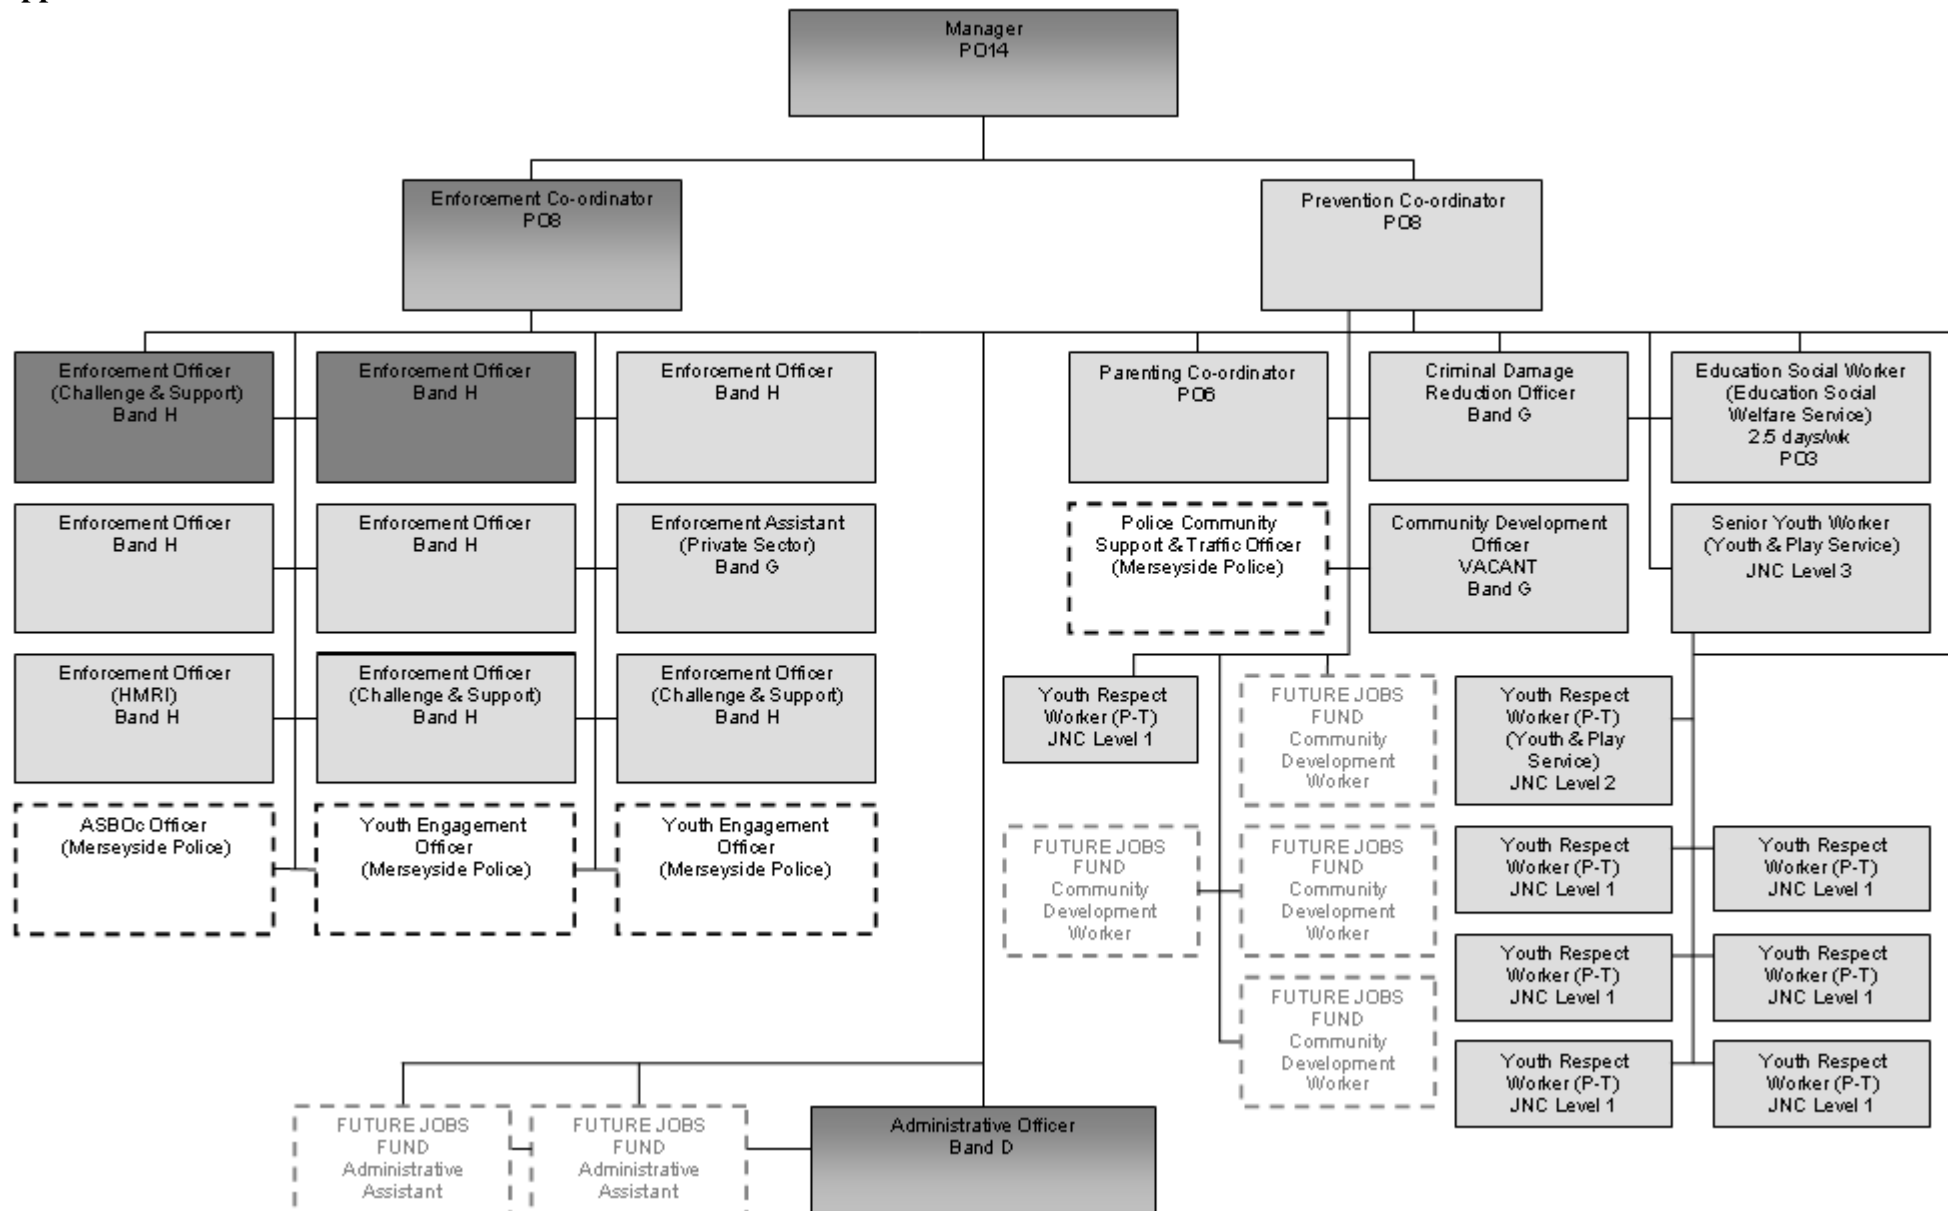 Manager
PO14
Enforcement Co-ordinator
PO8
Prevention Co-ordinator
PO8
Enforcement Officer
(Challenge & Support)
Band H
Enforcement Officer
Band H
Enforcement Officer
Band H
Parenting Co-ordinator
PO6
Criminal Damage
Reduction Officer
Band G
Education Social Worker
(Education Social
Welfare Service)
2.5 days/wk
PO3
Enforcement Officer
Band H
Enforcement Officer
Band H
Enforcement Assistant
(Private Sector)
Band G
Police Community
Support & Traffic Officer
(Merseyside Police)
Community Development
Officer
VACANT
Band G
Senior Youth Worker
(Youth & Play Service)
JNC Level 3
Enforcement Officer
(HMRI)
Band H
Enforcement Officer
(Challenge & Support)
Band H
Enforcement Officer
(Challenge & Support)
Band H
Youth Respect
Worker (P-T)
JNC Level 1
FUTURE JOBS
FUND
Community
Development
Worker
Youth Respect
Worker (P-T)
(Youth & Play
Service)
JNC Level 2
ASBOc Officer
(Merseyside Police)
Youth Engagement
Officer
(Merseyside Police)
Youth Engagement
Officer
(Merseyside Police)
FUTURE JOBS
FUND
Community
Development
Worker
FUTURE JOBS
FUND
Community
Development
Worker
Youth Respect
Worker (P-T)
JNC Level 1
Youth Respect
Worker (P-T)
JNC Level 1
Youth Respect
Worker (P-T)
JNC Level 1
Youth Respect
Worker (P-T)
JNC Level 1
FUTURE JOBS
FUND
Community
Development
Worker
Youth Respect
Worker (P-T)
JNC Level 1
Youth Respect
Worker (P-T)
JNC Level 1
FUTURE JOBS
FUND
Administrative
Assistant
FUTURE JOBS
FUND
Administrative
Assistant
Administrative Officer
Band D